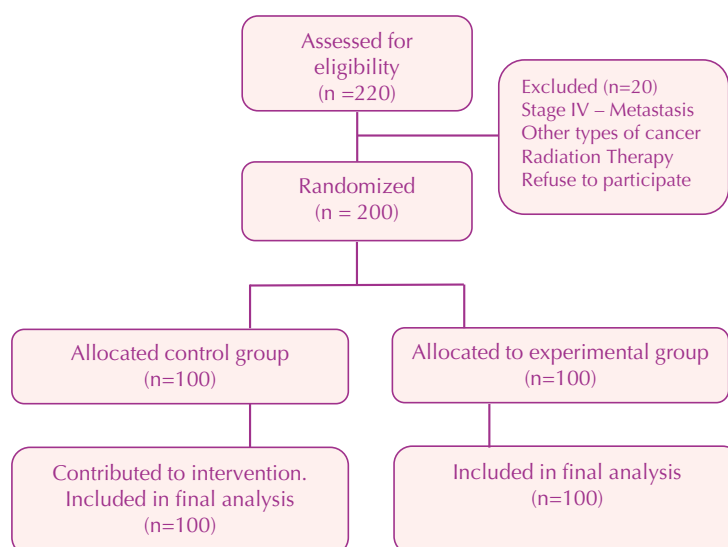 Assessed for
eligibility
(n =220)
Excluded (n=20)
Stage IV – Metastasis
Other types of cancer
Radiation Therapy
Refuse to participate
Randomized
(n = 200)
Allocated control group
(n=100)
Allocated to experimental group
(n=100)
Contributed to intervention.
Included in final analysis
(n=100)
Included in final analysis
(n=100)